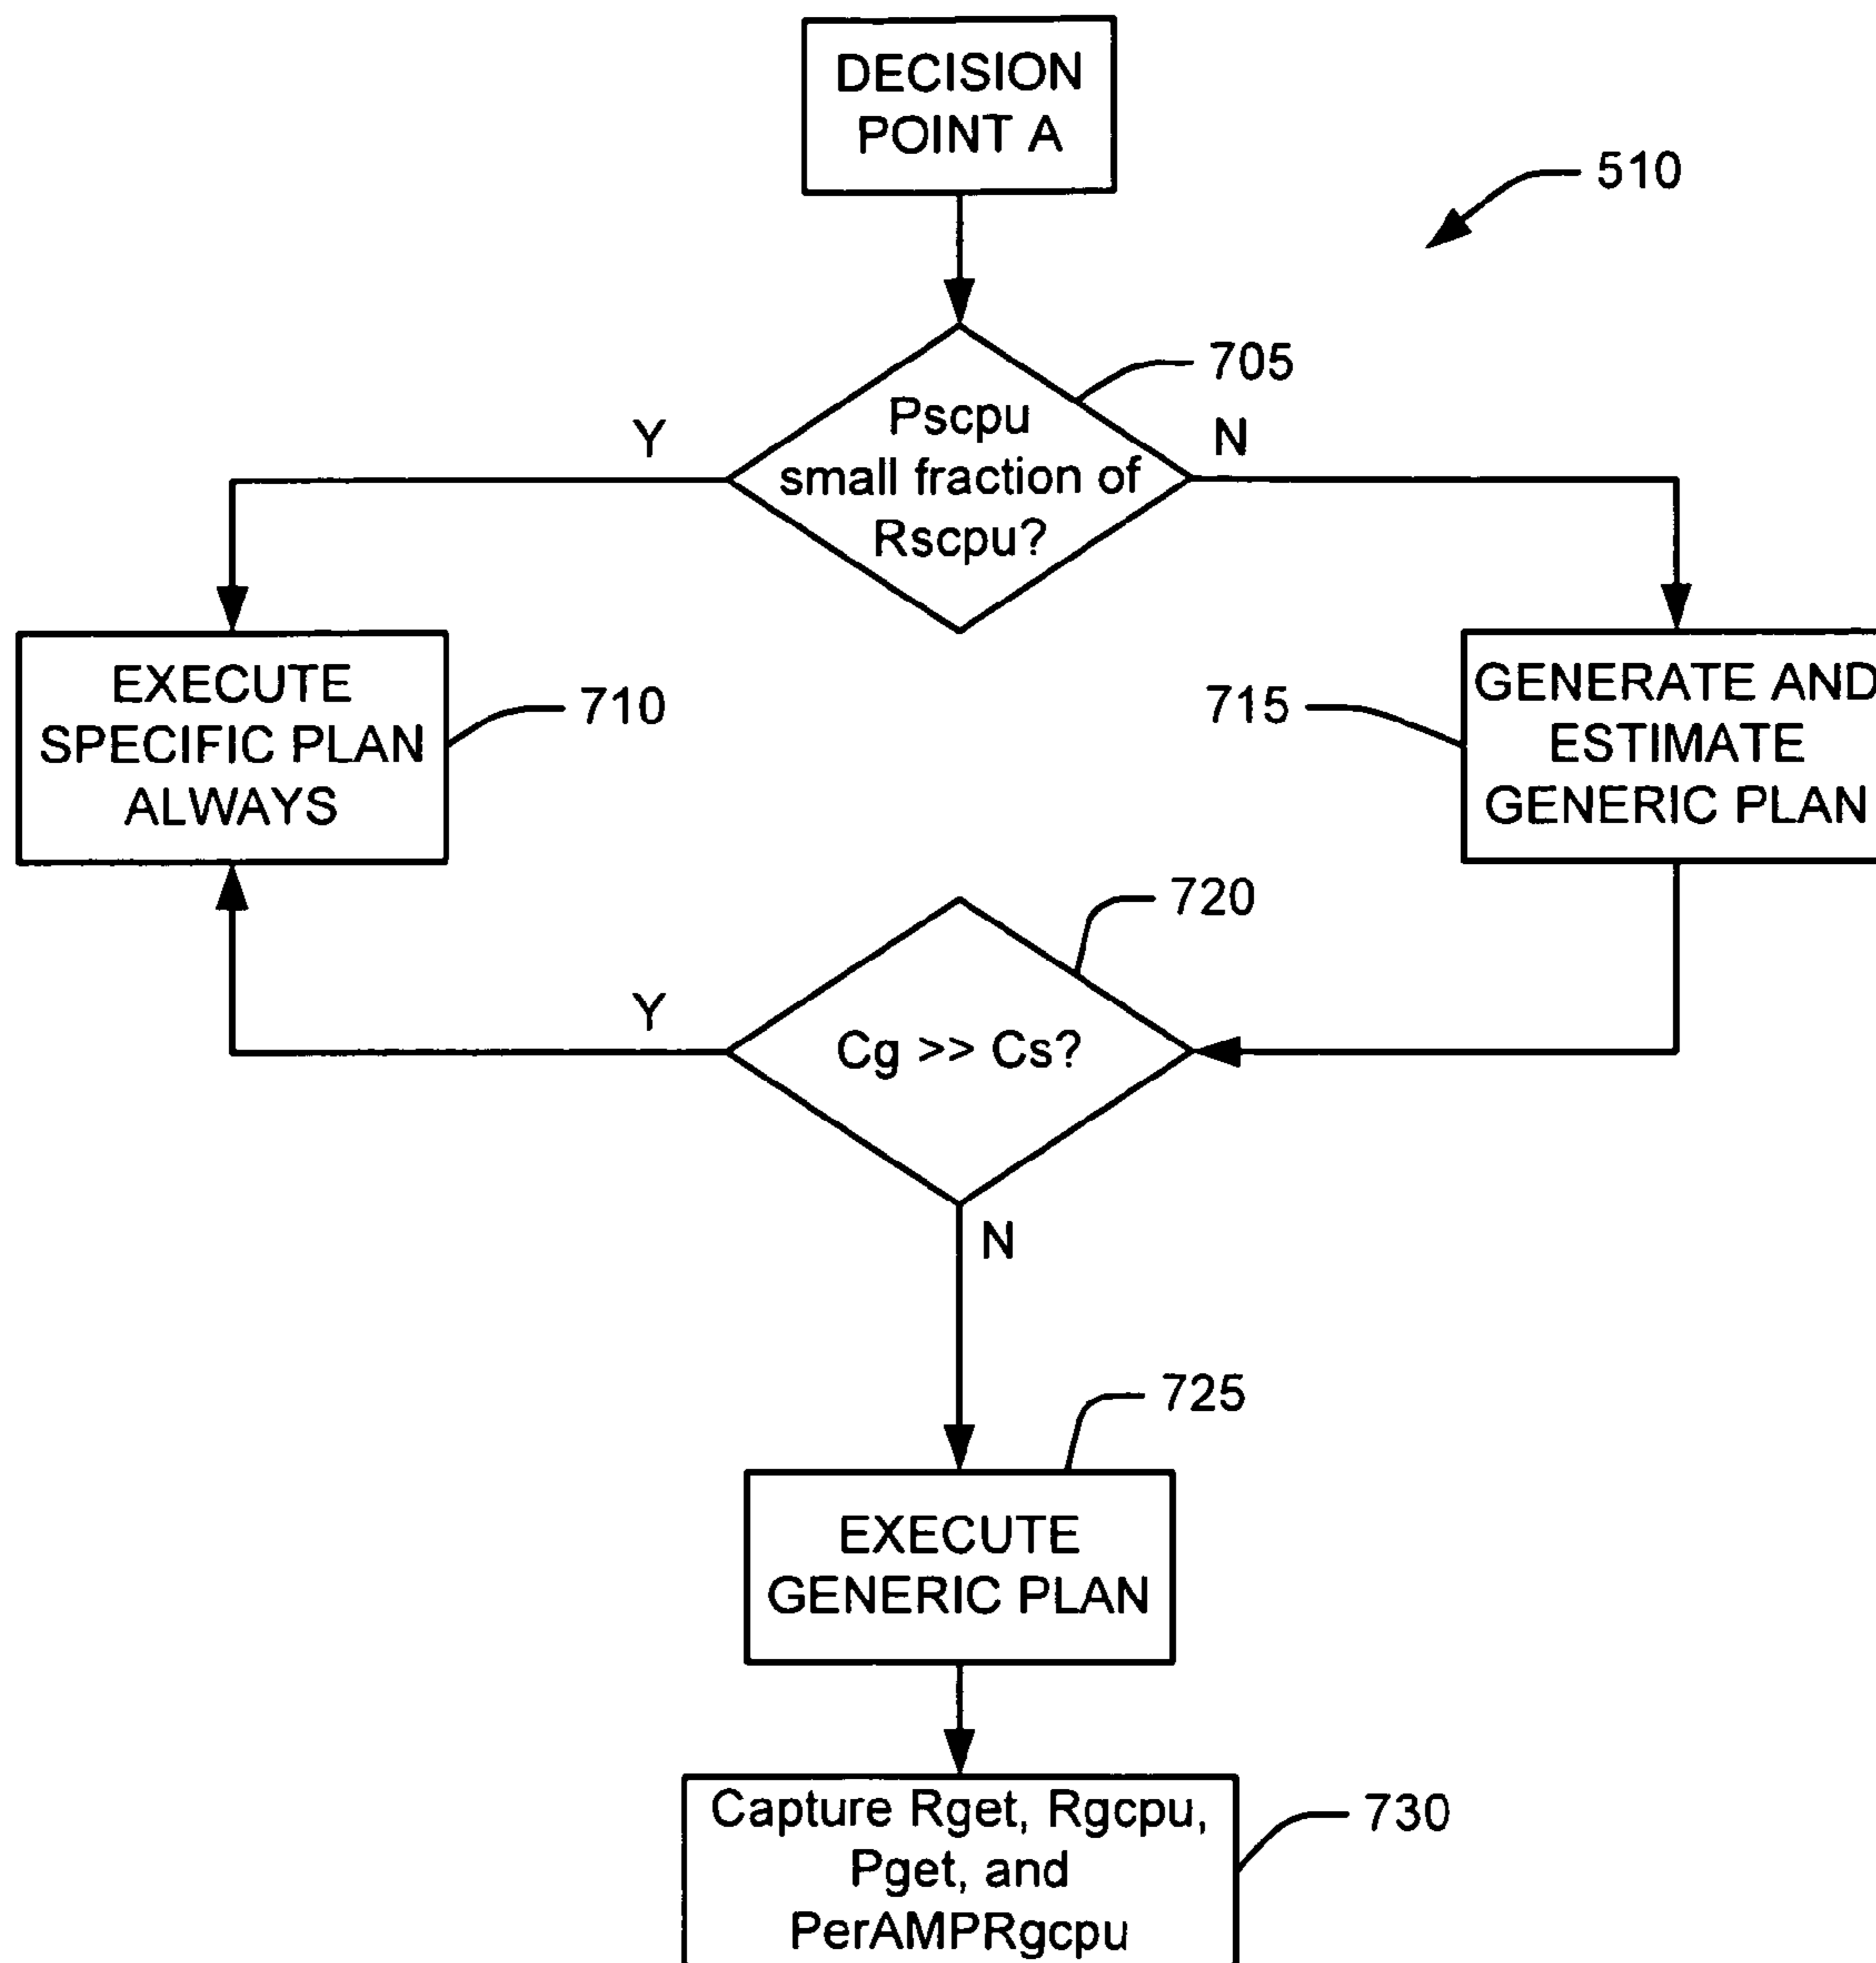 DECISION
POINT A
510
705
Pscpu
small fraction of
Rscpu?
Y
N
EXECUTE
SPECIFIC PLAN
ALWAYS
710
715
GENERATE AND
ESTIMATE
GENERIC PLAN
720
Cg >> Cs?
Y
N
725
EXECUTE
GENERIC PLAN
Capture Rget, Rgcpu,
Pget, and
PerAMPRgcpu
730